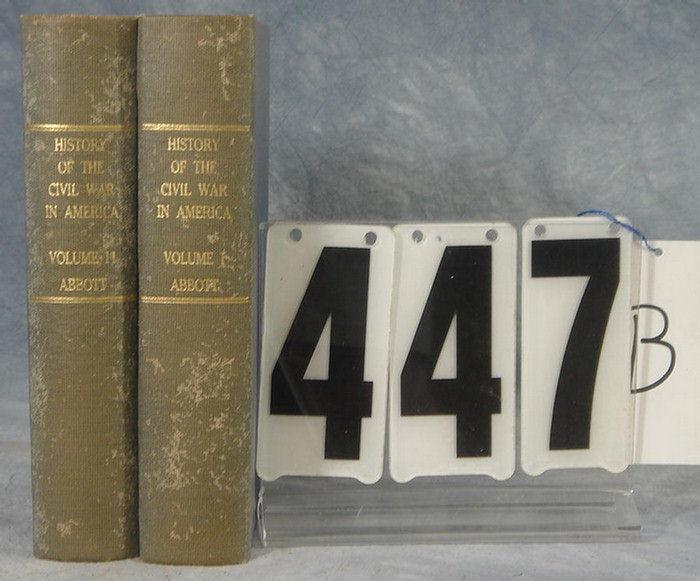 HISTORY
OF THE
CIVIL WAR
IN AMERICA
VOLUME II
ABBOTT
HISTORY
OF THE
CIVIL WAR
IN AMERICA
VOLUME I
ABBOTT
447
B